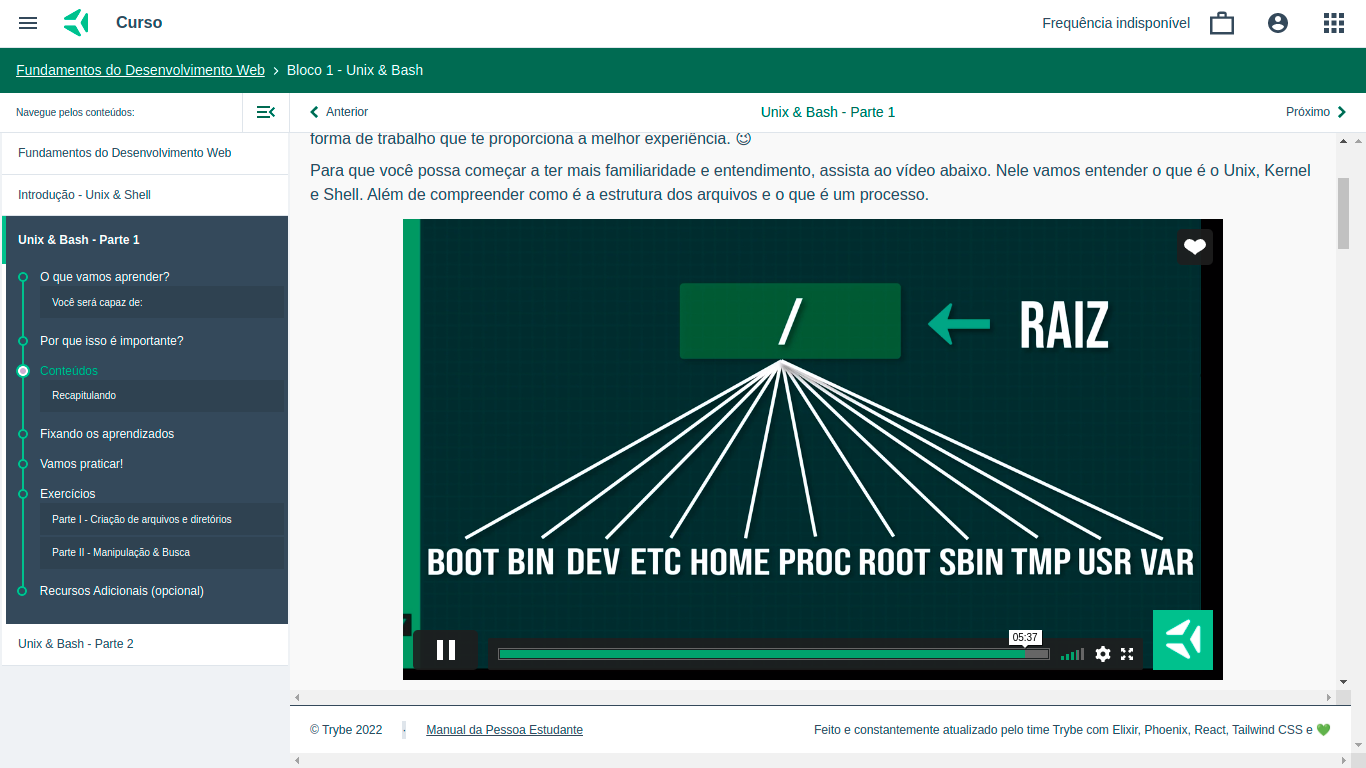 Curso
Frequência indisponível
Fundamentos do Desenvolvimento Web
Bloco 1 - Unix & Bash
Navegue pelos conteúdos:
Anterior
Unix & Bash - Parte 1
Próximo
Fundamentos do Desenvolvimento Web
Introdução - Unix & Shell
Unix & Bash - Parte 1
O que vamos aprender?
Você será capaz de:
Por que isso é importante?
Conteúdos
Recapitulando
Fixando os aprendizados
Vamos praticar!
Exercícios
Parte I - Criação de arquivos e diretórios
Parte II - Manipulação & Busca
Recursos Adicionais (opcional)
Unix & Bash - Parte 2
forma de trabalho que te proporciona a melhor experiência. 😉
Para que você possa começar a ter mais familiaridade e entendimento, assista ao vídeo abaixo. Nele vamos entender o que é o Unix, Kernel
e Shell. Além de compreender como é a estrutura dos arquivos e o que é um processo.
/
RAIZ
BOOT BIN DEV ETC HOME PROC ROOT SBIN TMP USR VAR
05:37
© Trybe 2022 · Manual da Pessoa Estudante
Feito e constantemente atualizado pelo time Trybe com Elixir, Phoenix, React, Tailwind CSS e 💚